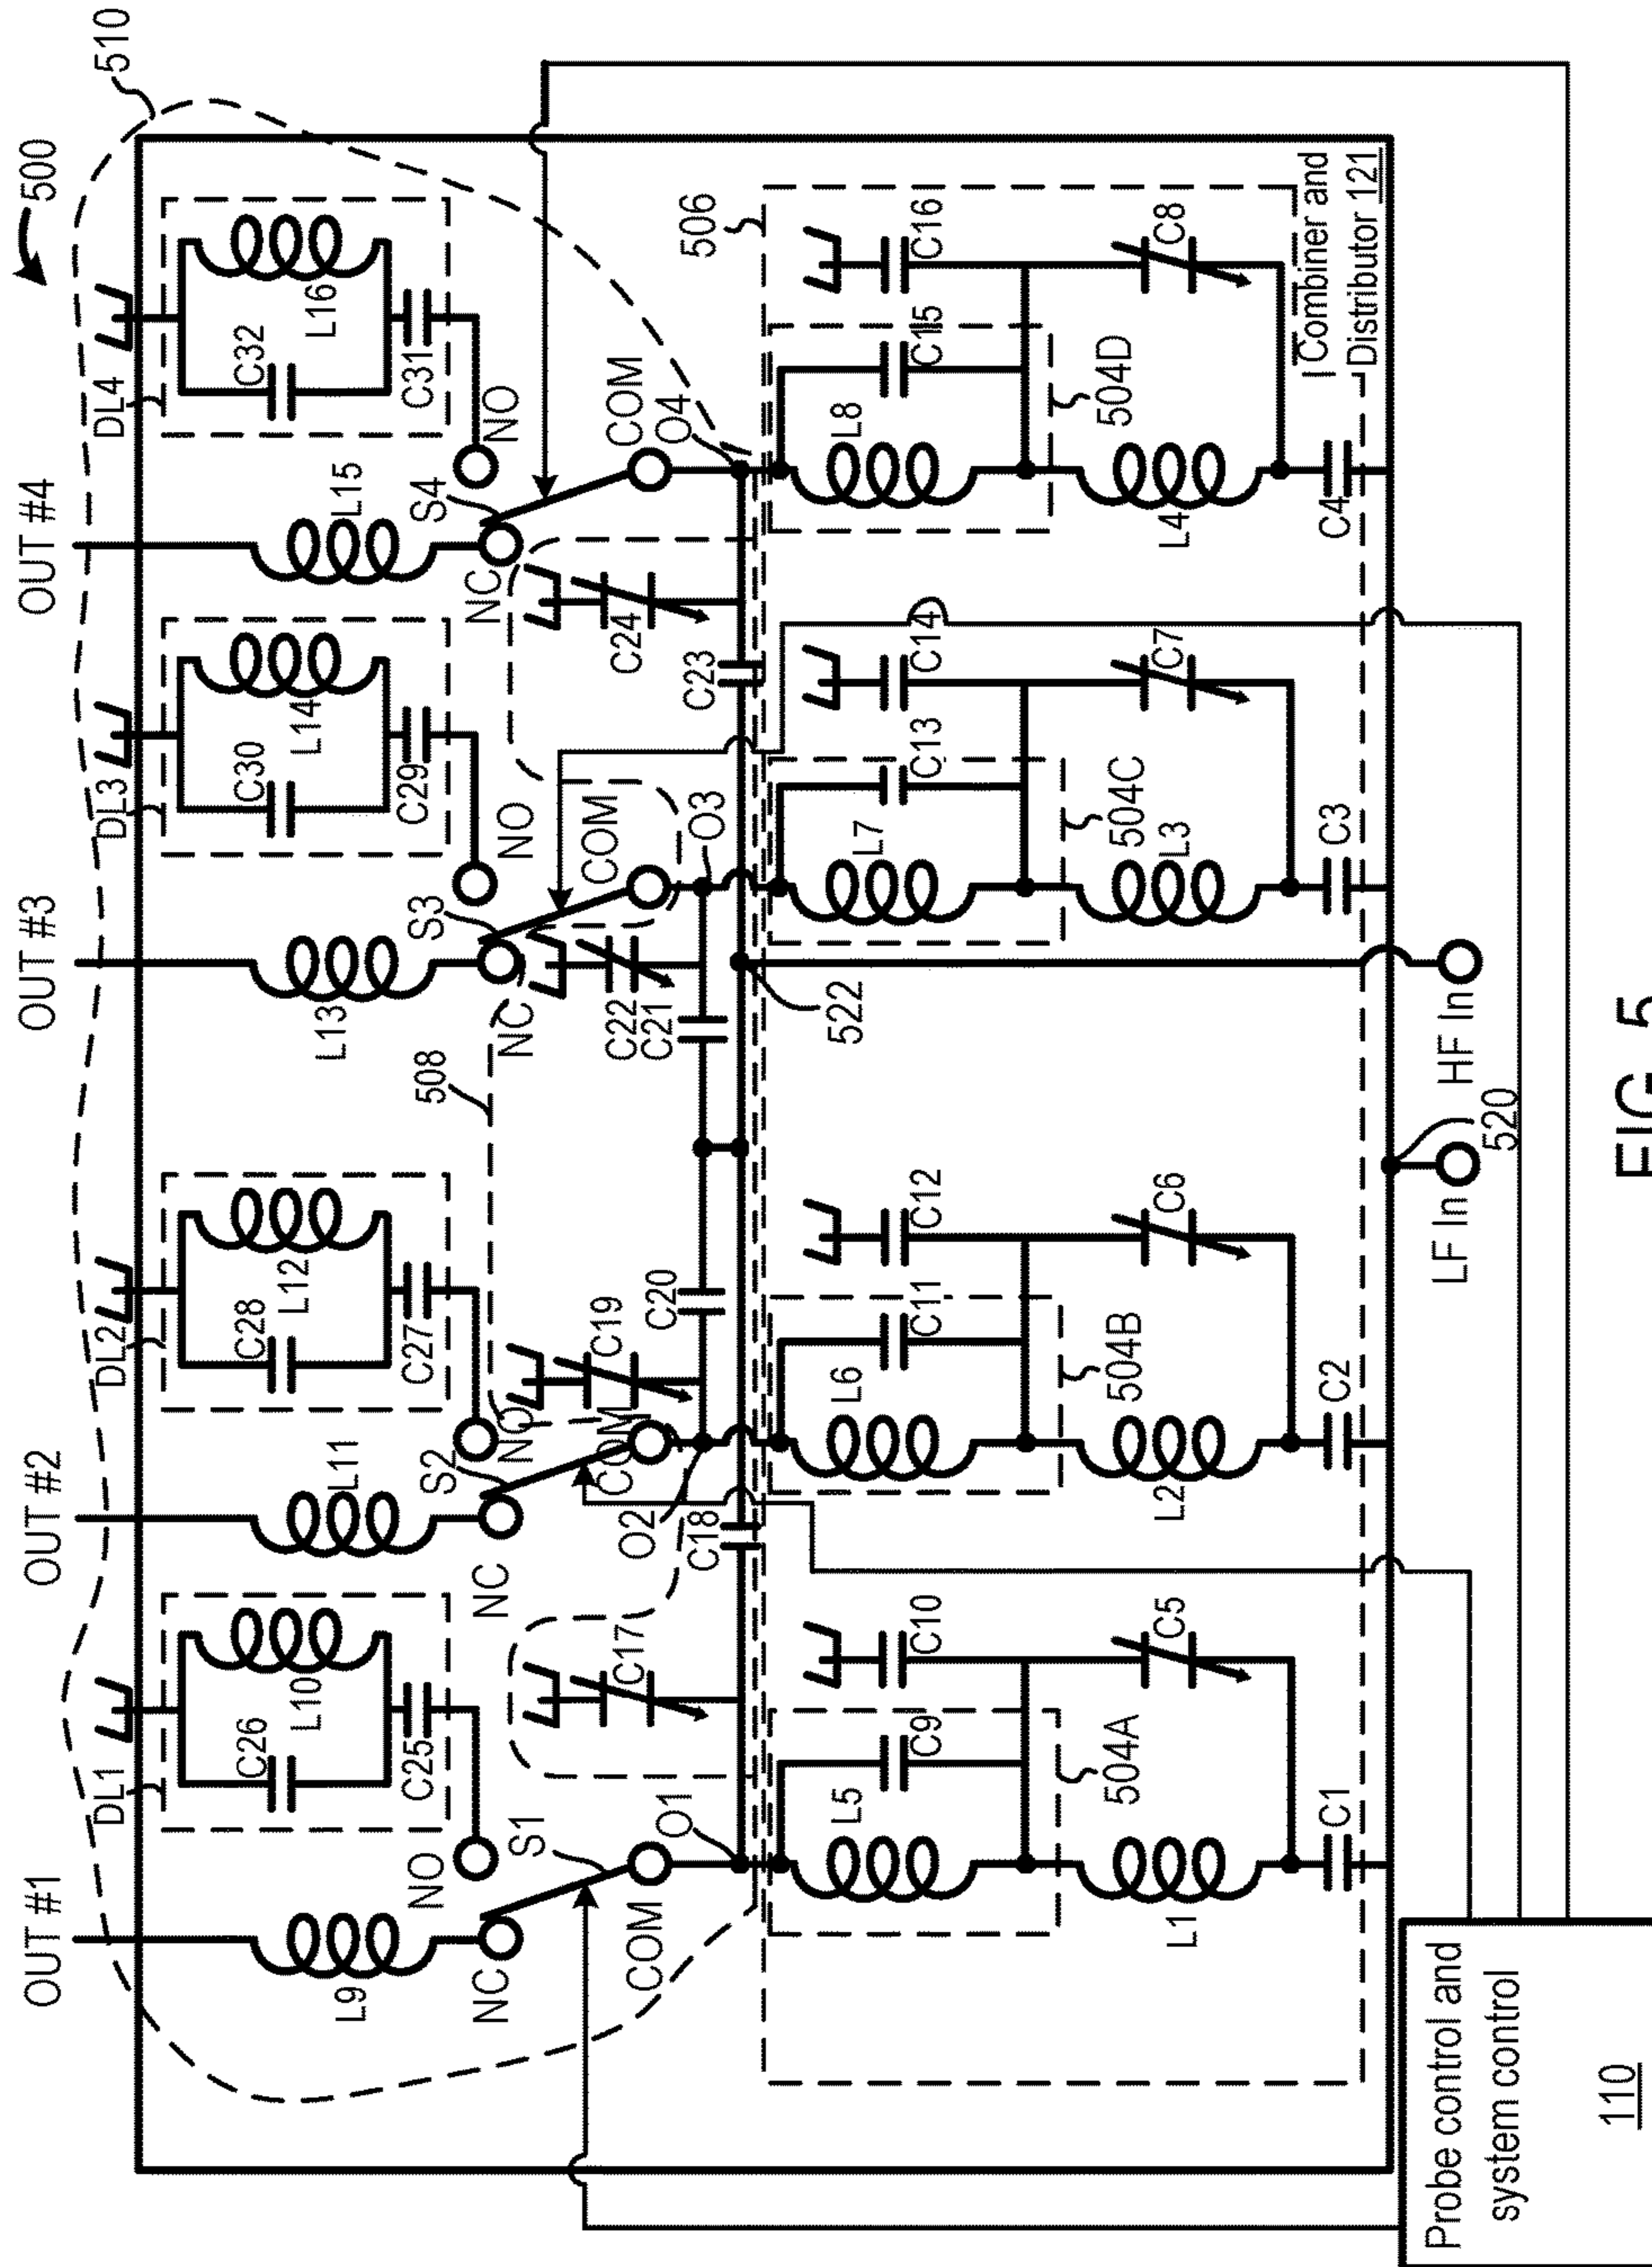 500
510
OUT #1
OUT #2
OUT #3
OUT #4
DL1
C26
L10
C25
DL2
C28
L12
C27
DL3
C30
L14
C29
DL4
C32
L16
C31
L9
L11
L13
L15
NC
NO
S1
COM
O1
NC
NO
S2
COM
O2
NC
NO
S3
COM
O3
NC
NO
S4
COM
O4
508
C17
C18
C19
C20
C22
C21
C24
C23
522
506
L5
C9
C10
504A
L1
C5
C1
L6
C11
C12
504B
L2
C6
C2
L7
C13
C14
504C
L3
C7
C3
L8
C15
C16
504D
L4
C8
C4
Combiner and
Distributor 121
LF In
520
HF In
Probe control and
system control
110
FIG. 5